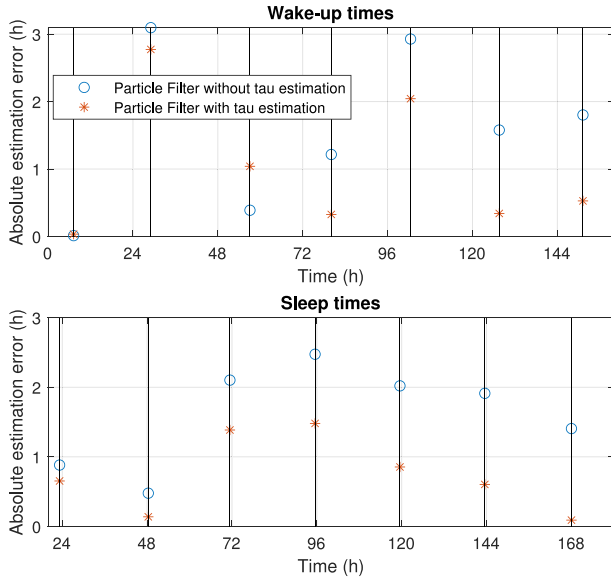 Wake-up times
Absolute estimation error (h)
3
2
1
0
Particle Filter without tau estimation
Particle Filter with tau estimation
0 24 48 72 96 120 144
Time (h)
Sleep times
Absolute estimation error (h)
3
2
1
0
24 48 72 96 120 144 168
Time (h)